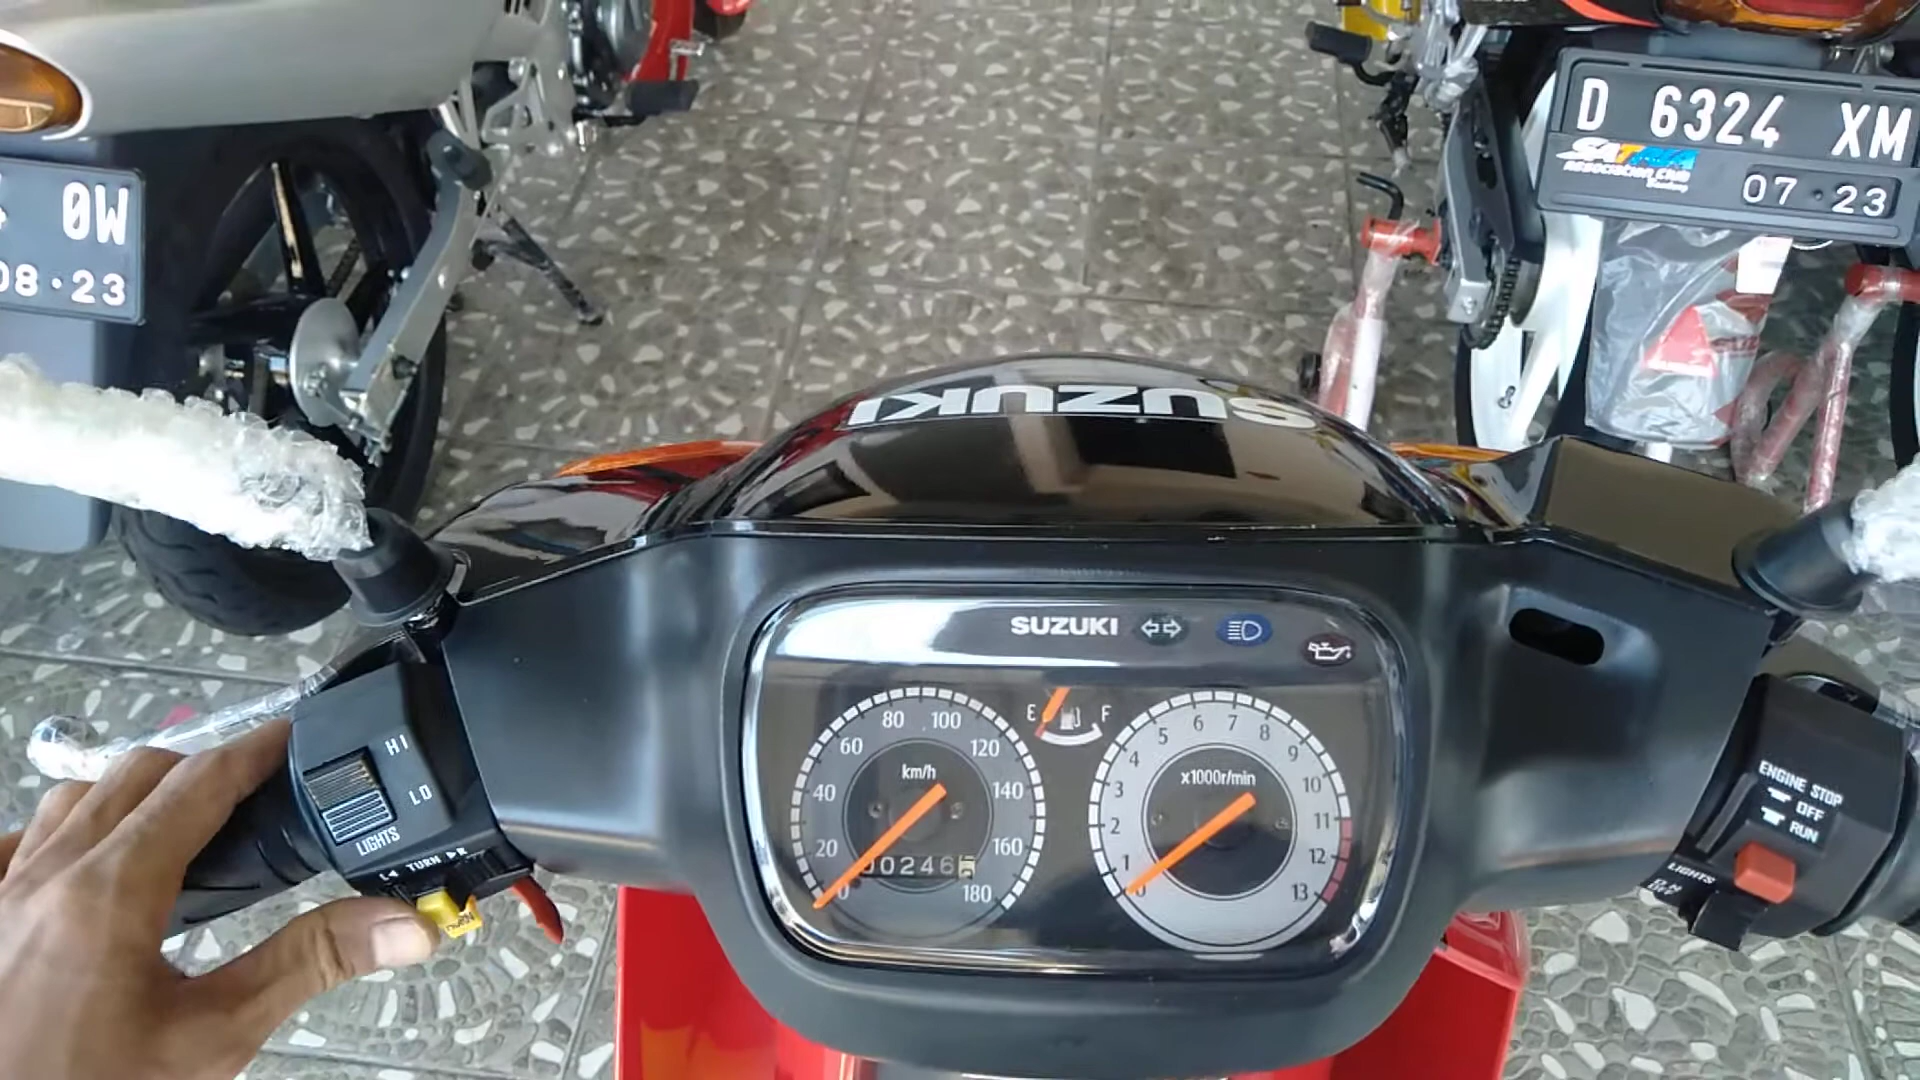 D 6324 XM
SATRIA
ASSOCIATION CLUB
Bandung
07 · 23
0W
08 · 23
SUZUKI
SUZUKI
km/h
0 20 40 60 80 100 120 140 160 180
00246
E F
x1000r/min
0 1 2 3 4 5 6 7 8 9 10 11 12 13
HI
LO
LIGHTS
L TURN R
ENGINE STOP
OFF
RUN
LIGHTS